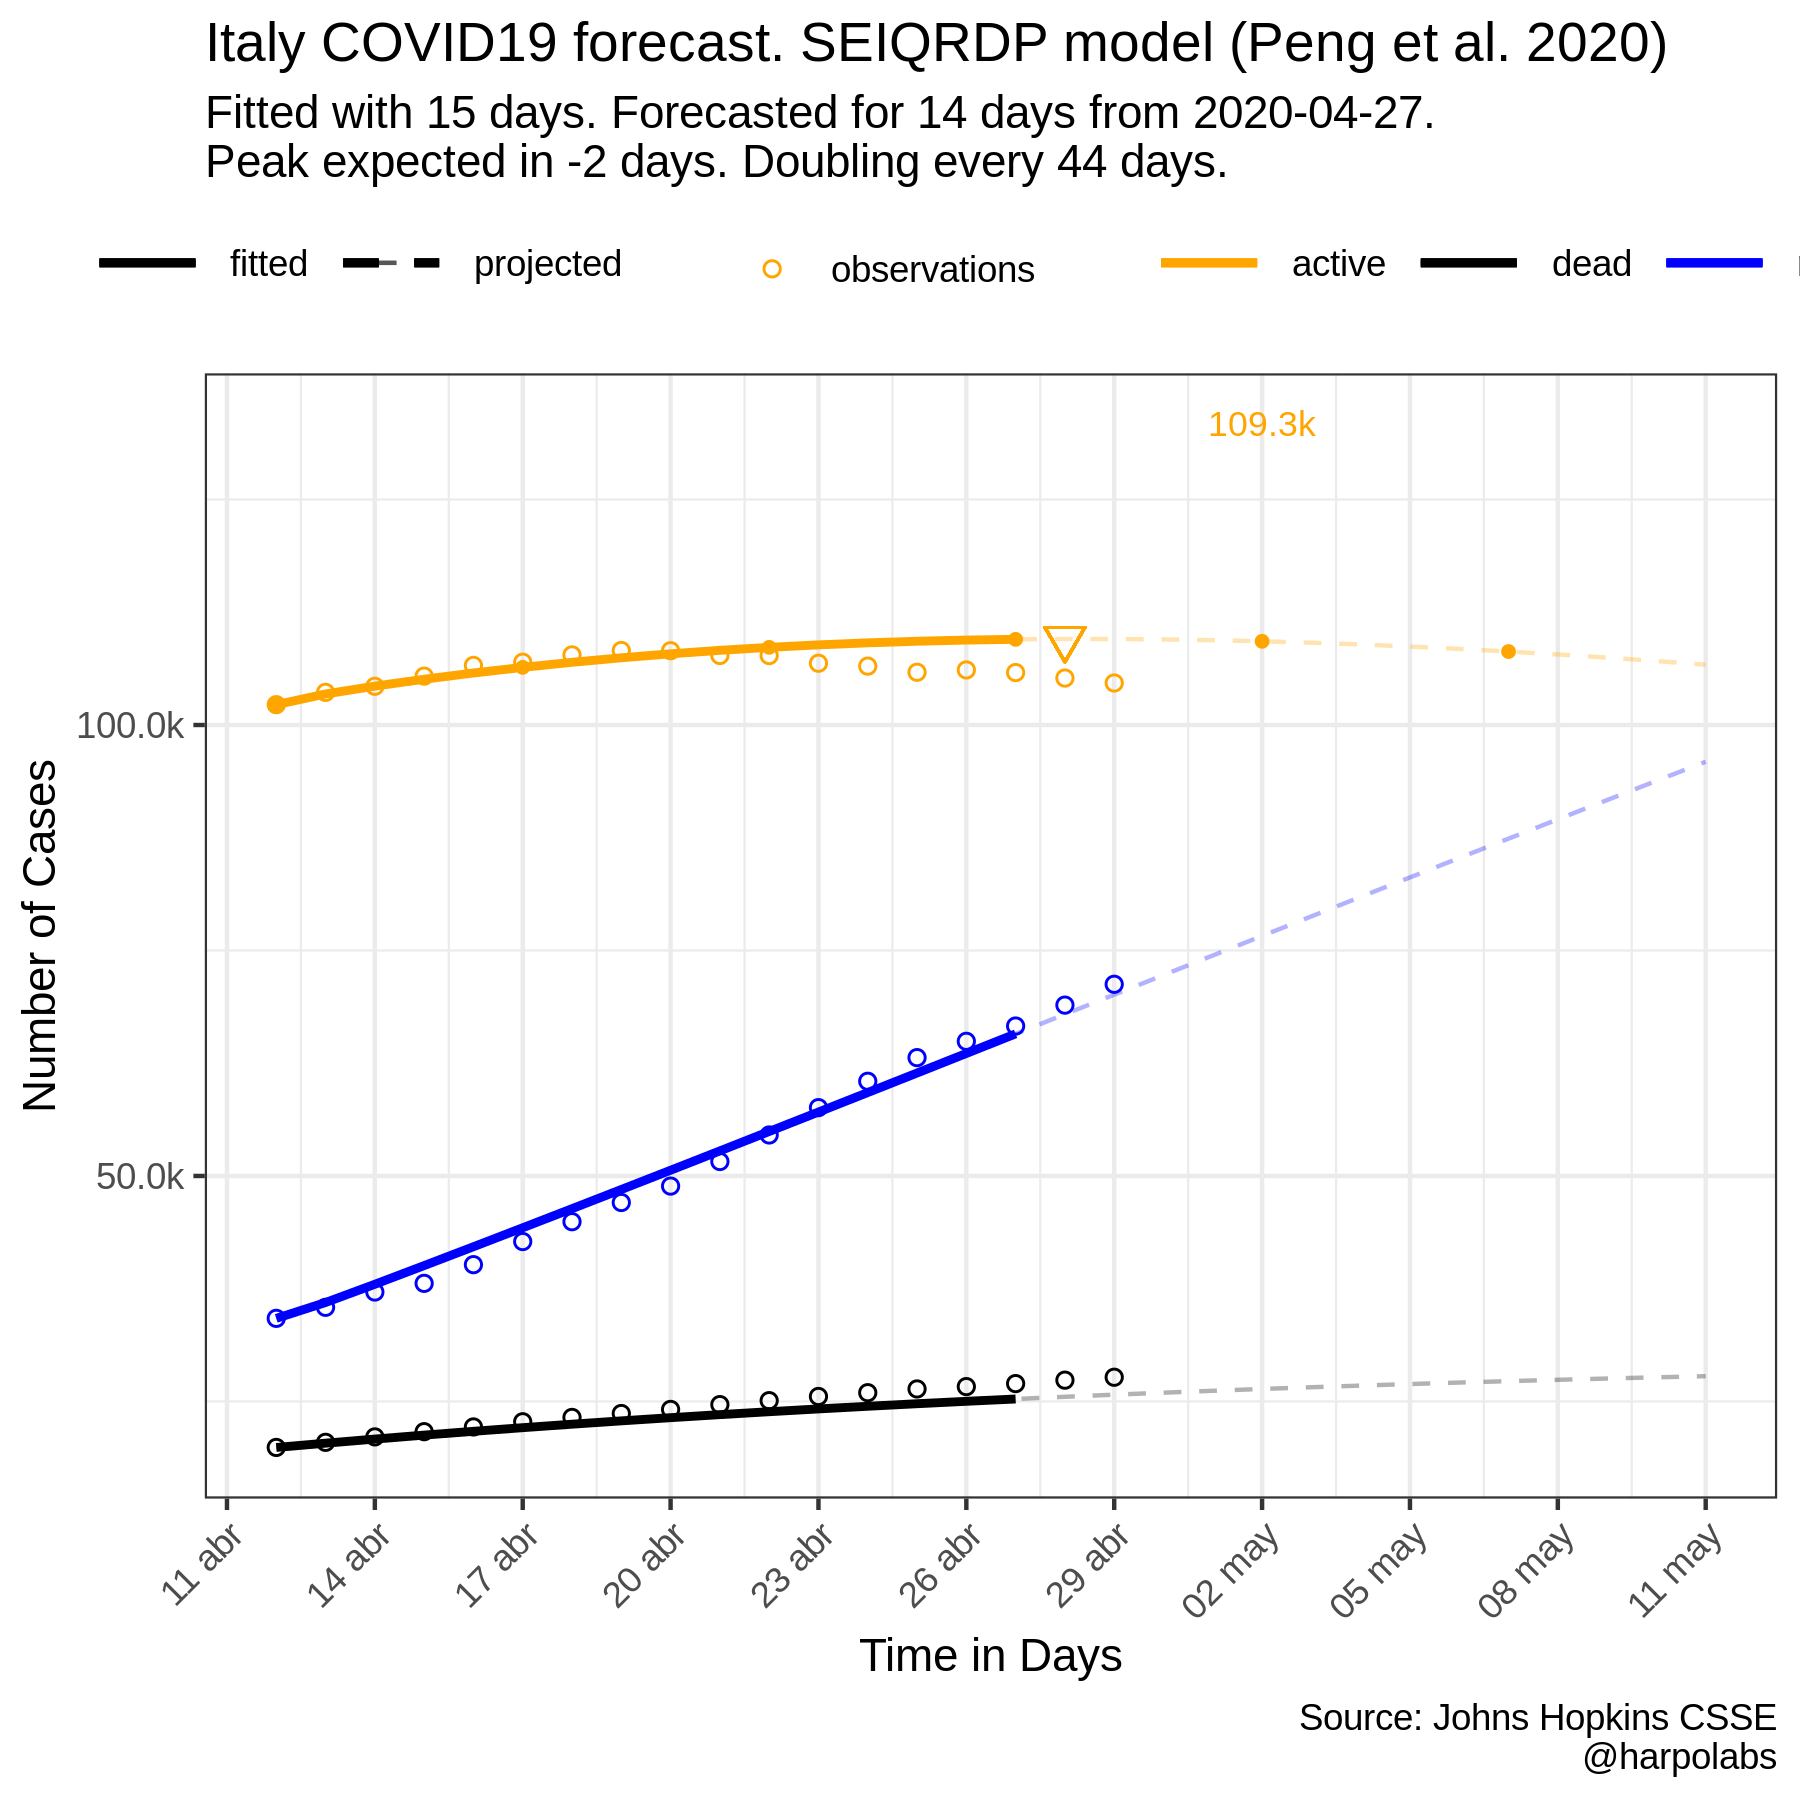 Italy COVID19 forecast. SEIQRDP model (Peng et al. 2020)
Fitted with 15 days. Forecasted for 14 days from 2020-04-27.
Peak expected in -2 days. Doubling every 44 days.
fitted projected observations active dead
109.3k
100.0k
50.0k
Number of Cases
11 abr 14 abr 17 abr 20 abr 23 abr 26 abr 29 abr 02 may 05 may 08 may 11 may
Time in Days
Source: Johns Hopkins CSSE
@harpolabs